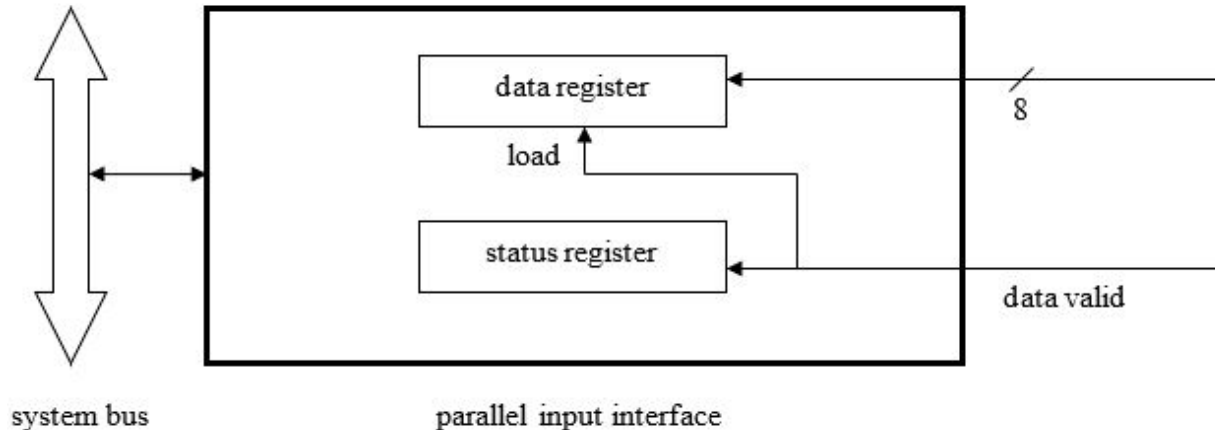 data register
8
load
status register
data valid
system bus
parallel input interface